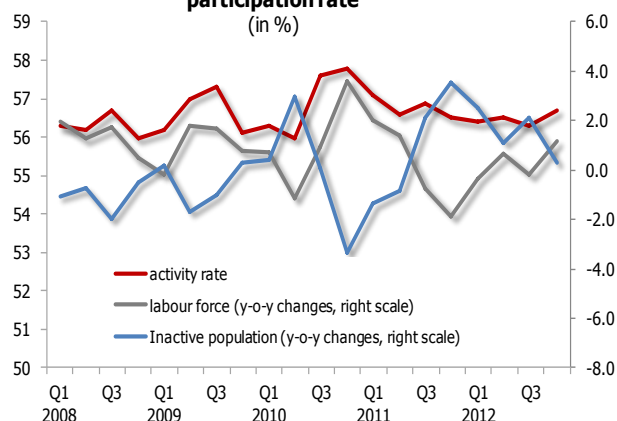 participation rate
(in %)
59
58
57
56
55
54
53
52
51
50
6.0
4.0
2.0
0.0
-2.0
-4.0
-6.0
-8.0
activity rate
labour force (y-o-y changes, right scale)
Inactive population (y-o-y changes, right scale)
Q1 Q3 Q1 Q3 Q1 Q3 Q1 Q3 Q1 Q3
2008 2009 2010 2011 2012